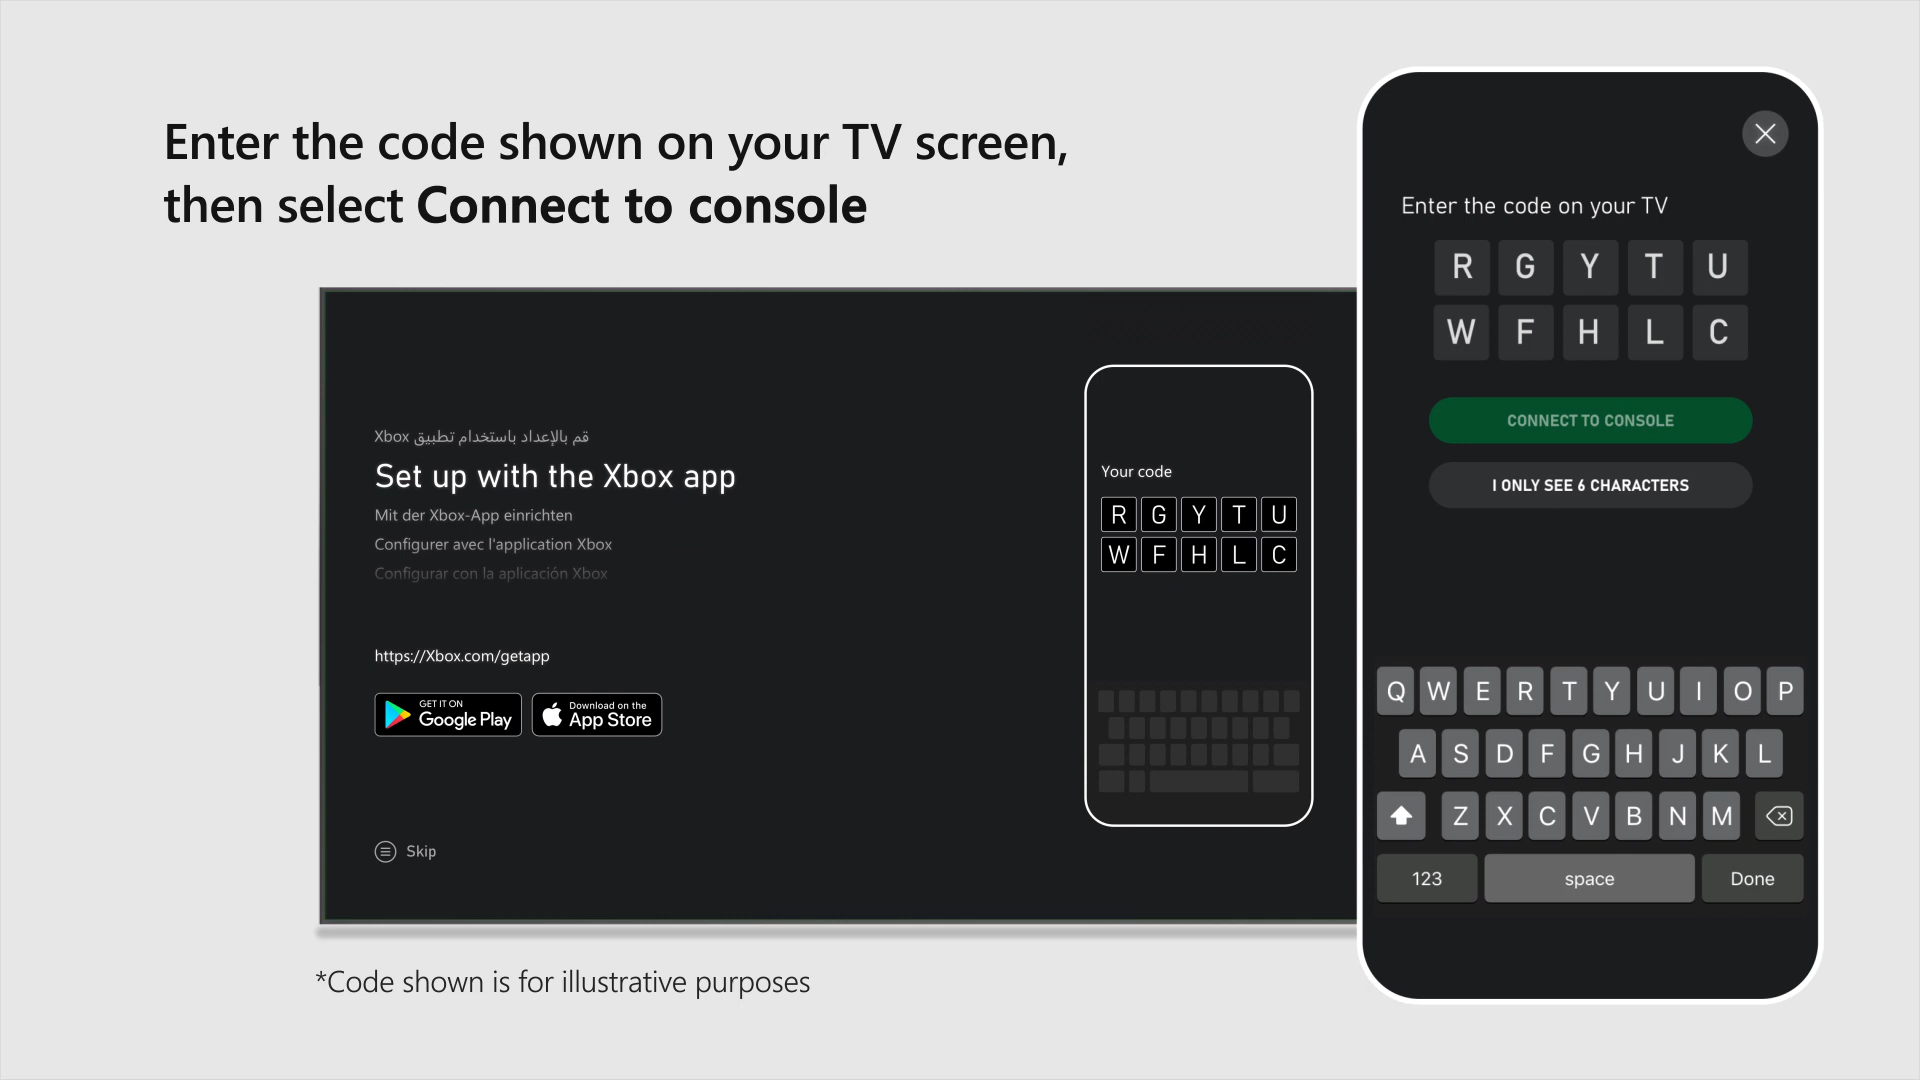 Enter the code shown on your TV screen,
then select Connect to console
قم بالإعداد باستخدام تطبيق Xbox
Set up with the Xbox app
Mit der Xbox-App einrichten
Configurer avec l'application Xbox
Configurar con la aplicación Xbox
https://Xbox.com/getapp
GET IT ON
Google Play
Download on the
App Store
Skip
Your code
R G Y T U
W F H L C
*Code shown is for illustrative purposes
Enter the code on your TV
R G Y T U
W F H L C
CONNECT TO CONSOLE
I ONLY SEE 6 CHARACTERS
Q W E R T Y U I O P
A S D F G H J K L
Z X C V B N M
123 space Done